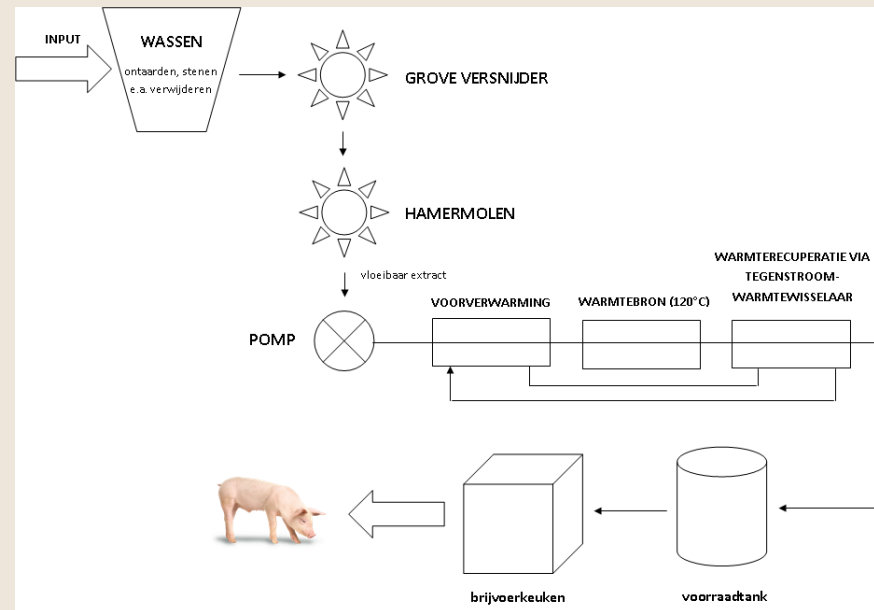 INPUT
WASSEN
ontaarden, stenen
e.a. verwijderen
GROVE VERSNIJDER
HAMERMOLEN
vloeibaar extract
POMP
VOORVERWARMING
WARMTEBRON (120°C)
WARMTERECUPERATIE VIA
TEGENSTROOM-
WARMTEWISSELAAR
brijvoerkeuken
voorraadtank